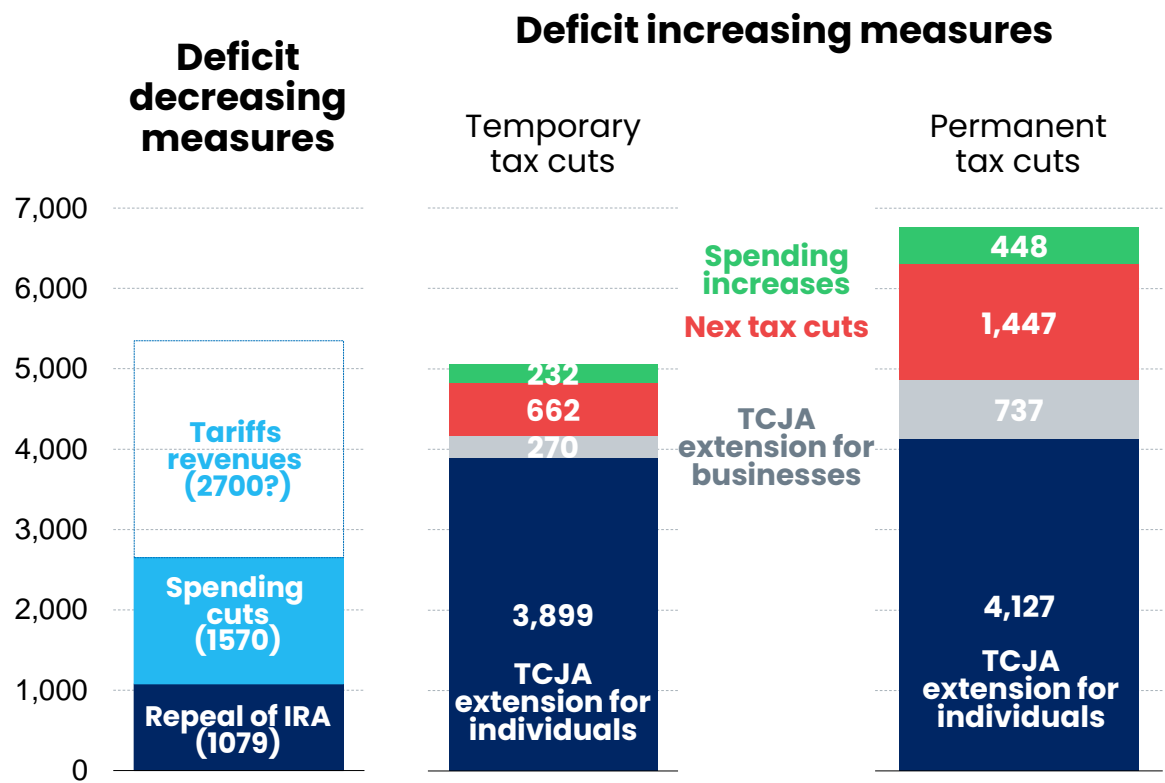 Deficit increasing measures
Deficit
decreasing
measures
Temporary
tax cuts
Permanent
tax cuts
7,000
6,000
5,000
4,000
3,000
2,000
1,000
0
Tariffs
revenues
(2700?)
Spending
cuts
(1570)
Repeal of IRA
(1079)
232
662
270
3,899
TCJA
extension for
individuals
Spending
increases
Nex tax cuts
TCJA
extension for
businesses
448
1,447
737
4,127
TCJA
extension for
individuals